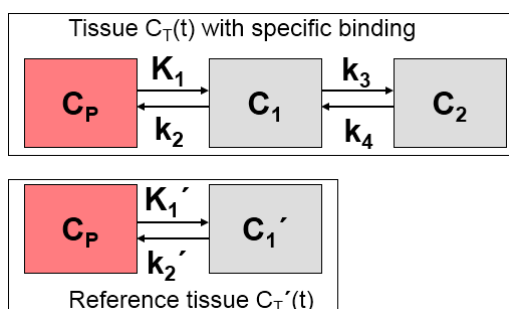 Tissue C_T(t) with specific binding
C_P K_1 C_1 k_3 C_2
k_2 k_4
C_P K_1´ C_1´
k_2´
Reference tissue C_T´(t)